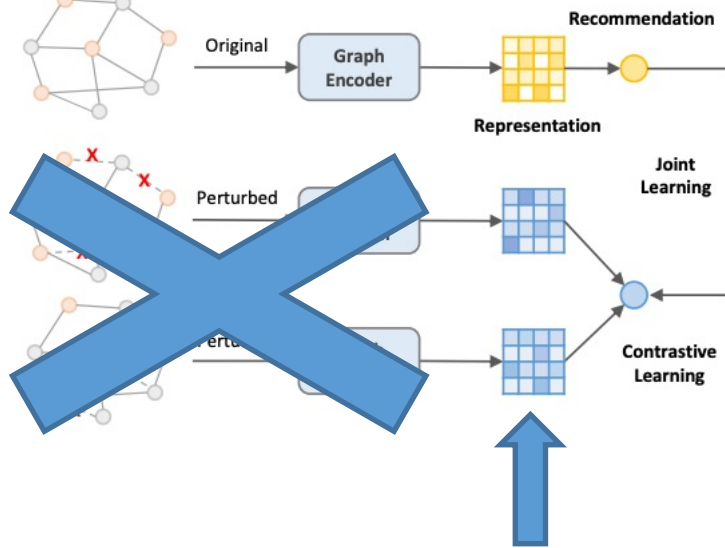 Recommendation
Original
Graph
Encoder
Representation
X
X
Perturbed
Joint
Learning
Contrastive
Learning